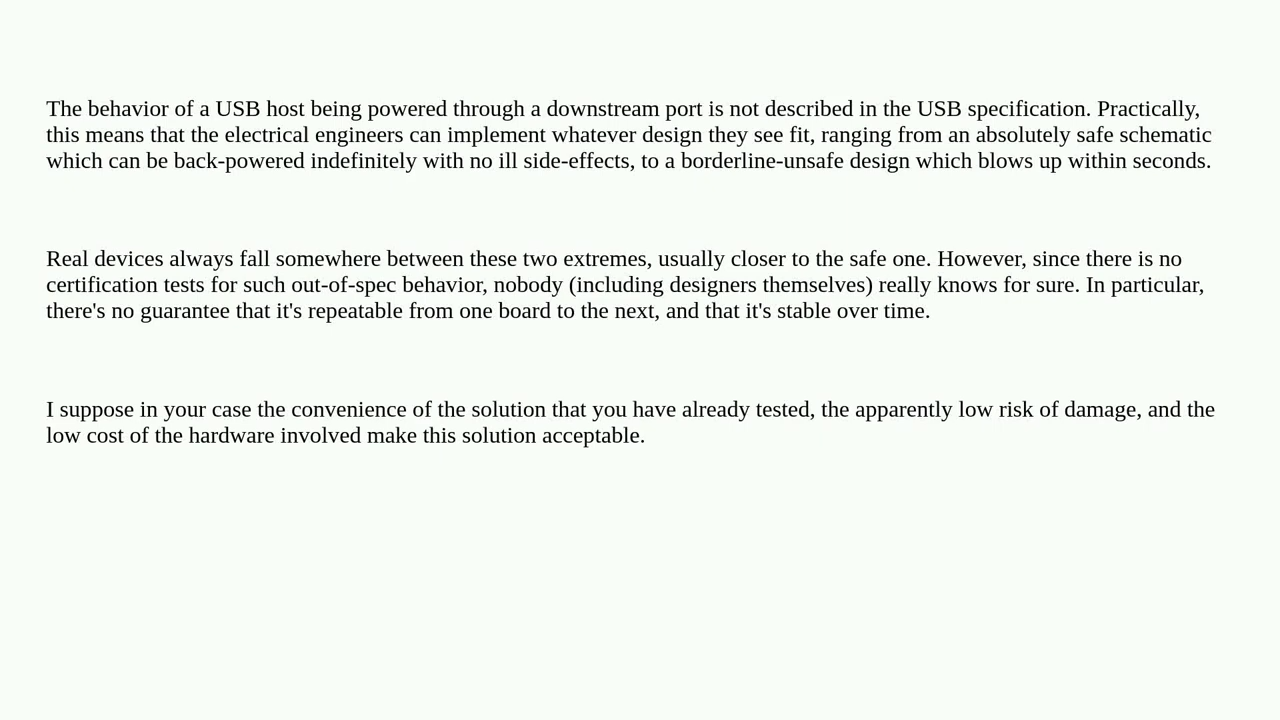 The behavior of a USB host being powered through a downstream port is not described in the USB specification. Practically,
this means that the electrical engineers can implement whatever design they see fit, ranging from an absolutely safe schematic
which can be back-powered indefinitely with no ill side-effects, to a borderline-unsafe design which blows up within seconds.
Real devices always fall somewhere between these two extremes, usually closer to the safe one. However, since there is no
certification tests for such out-of-spec behavior, nobody (including designers themselves) really knows for sure. In particular,
there's no guarantee that it's repeatable from one board to the next, and that it's stable over time.
I suppose in your case the convenience of the solution that you have already tested, the apparently low risk of damage, and the
low cost of the hardware involved make this solution acceptable.